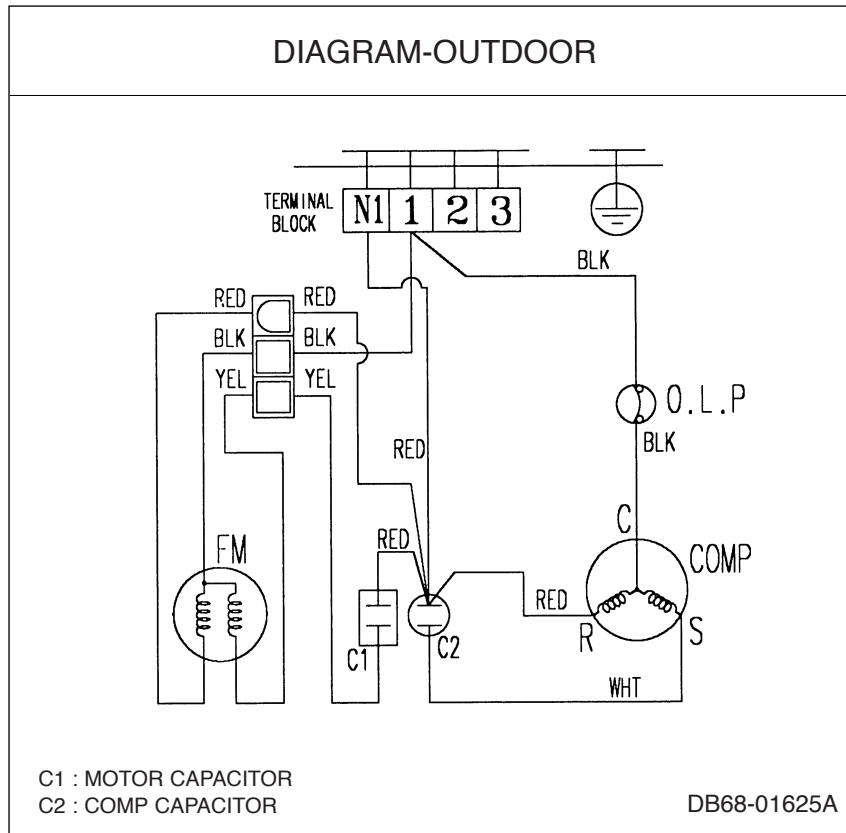 DIAGRAM-OUTDOOR
TERMINAL
BLOCK
N1 1 2 3
BLK
RED RED
BLK BLK
YEL YEL
O.L.P
BLK
RED
C
FM
RED
COMP
RED
R S
C1 C2
WHT
C1 : MOTOR CAPACITOR
C2 : COMP CAPACITOR
DB68-01625A